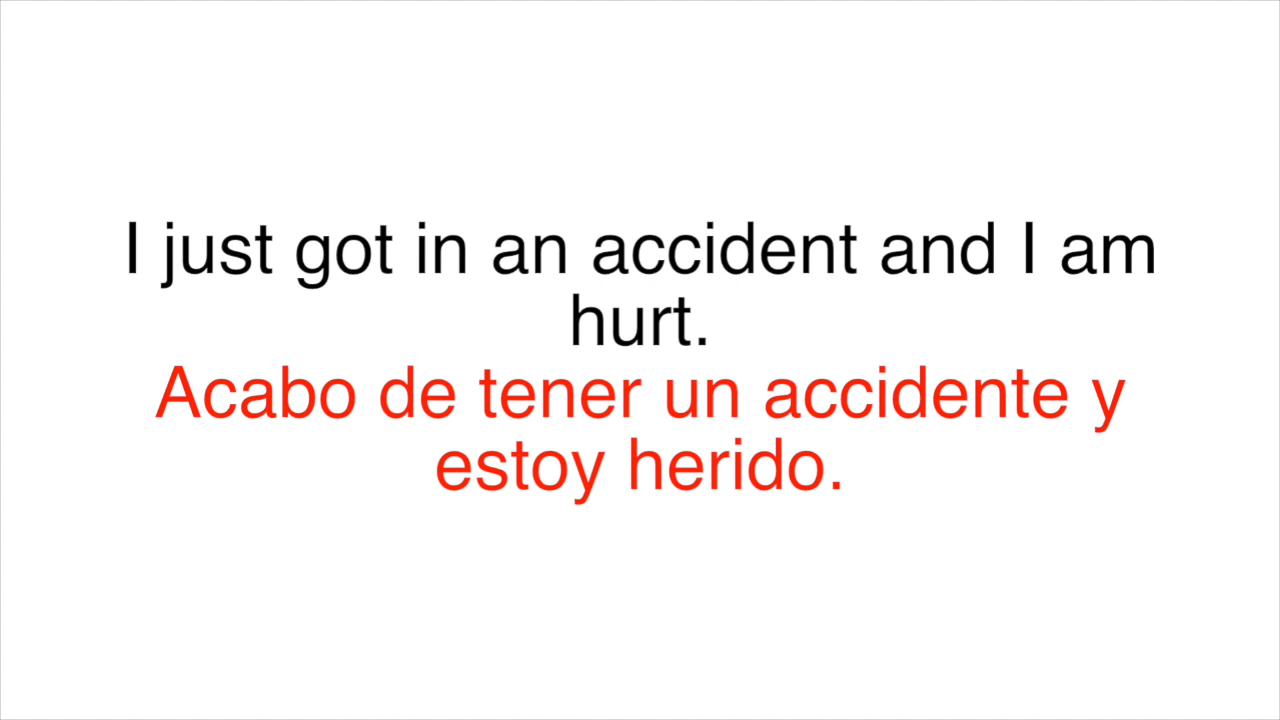 I just got in an accident and I am
hurt.
Acabo de tener un accidente y
estoy herido.